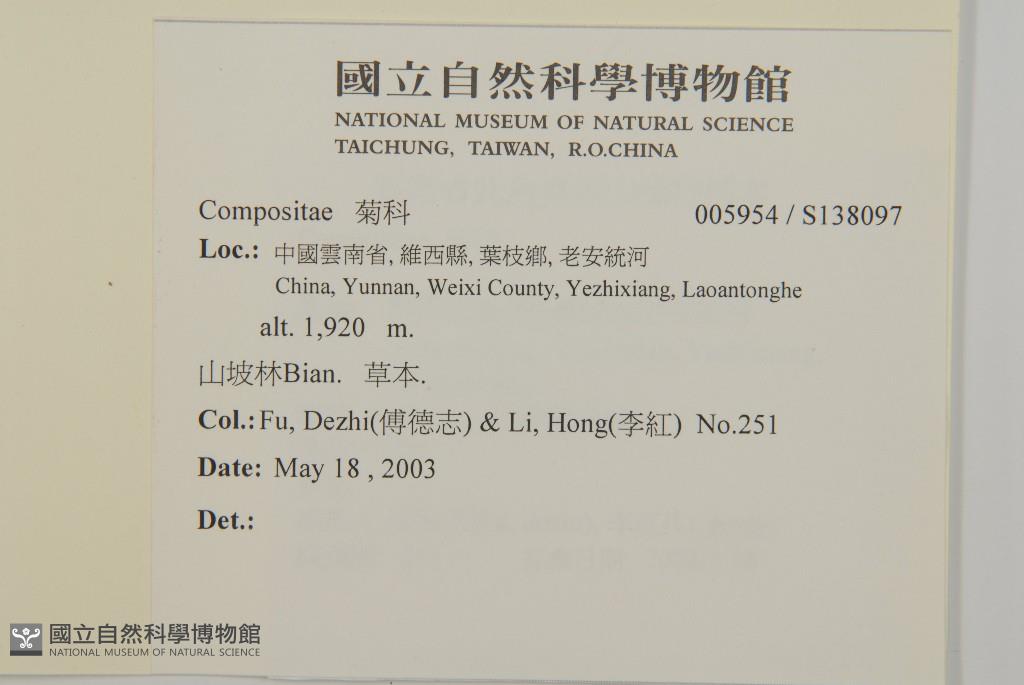 國立自然科學博物館
NATIONAL MUSEUM OF NATURAL SCIENCE
TAICHUNG, TAIWAN, R.O.CHINA
Compositae 菊科 005954 / S138097
Loc.: 中國雲南省, 維西縣, 葉枝鄉, 老安統河
China, Yunnan, Weixi County, Yezhixiang, Laoantonghe
alt. 1,920 m.
山坡林Bian. 草本.
Col.: Fu, Dezhi(傅德志) & Li, Hong(李紅) No.251
Date: May 18 , 2003
Det.:
國立自然科學博物館
NATIONAL MUSEUM OF NATURAL SCIENCE